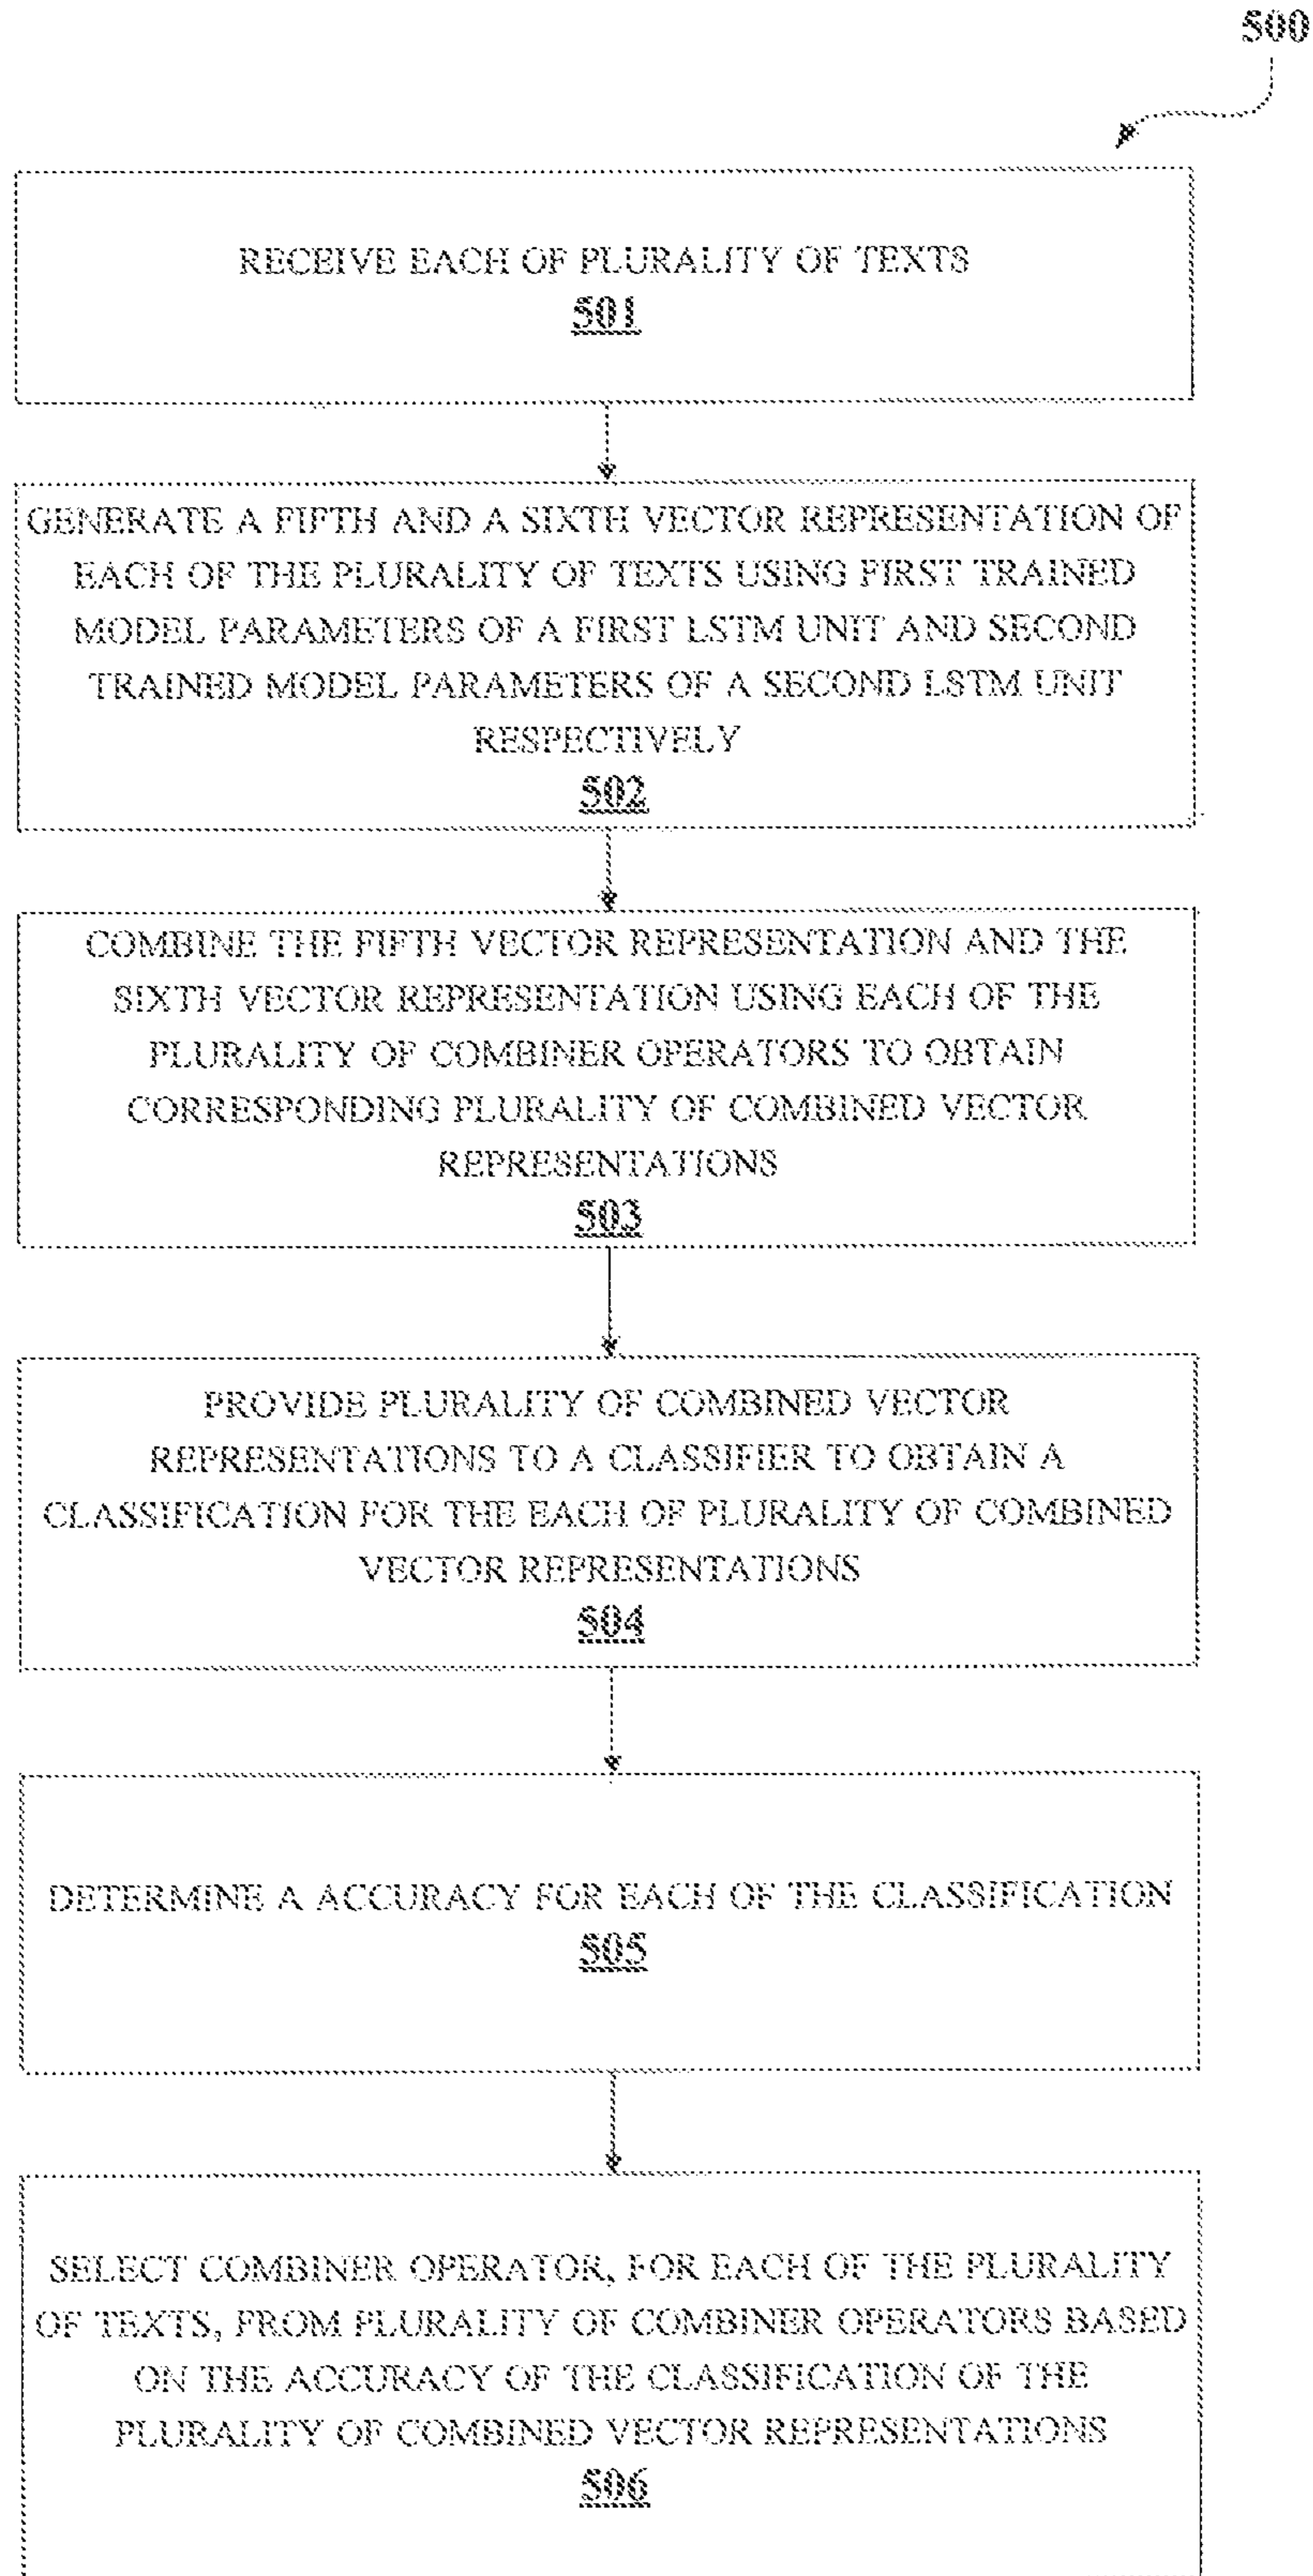 500
RECEIVE EACH OF PLURALITY OF TEXTS
501
GENERATE A FIFTH AND A SIXTH VECTOR REPRESENTATION OF
EACH OF THE PLURALITY OF TEXTS USING FIRST TRAINED
MODEL PARAMETERS OF A FIRST LSTM UNIT AND SECOND
TRAINED MODEL PARAMETERS OF A SECOND LSTM UNIT
RESPECTIVELY
502
COMBINE THE FIFTH VECTOR REPRESENTATION AND THE
SIXTH VECTOR REPRESENTATION USING EACH OF THE
PLURALITY OF COMBINER OPERATORS TO OBTAIN
CORRESPONDING PLURALITY OF COMBINED VECTOR
REPRESENTATIONS
503
PROVIDE PLURALITY OF COMBINED VECTOR
REPRESENTATIONS TO A CLASSIFIER TO OBTAIN A
CLASSIFICATION FOR THE EACH OF PLURALITY OF COMBINED
VECTOR REPRESENTATIONS
504
DETERMINE A ACCURACY FOR EACH OF THE CLASSIFICATION
505
SELECT COMBINER OPERATOR, FOR EACH OF THE PLURALITY
OF TEXTS, FROM PLURALITY OF COMBINER OPERATORS BASED
ON THE ACCURACY OF THE CLASSIFICATION OF THE
PLURALITY OF COMBINED VECTOR REPRESENTATIONS
506